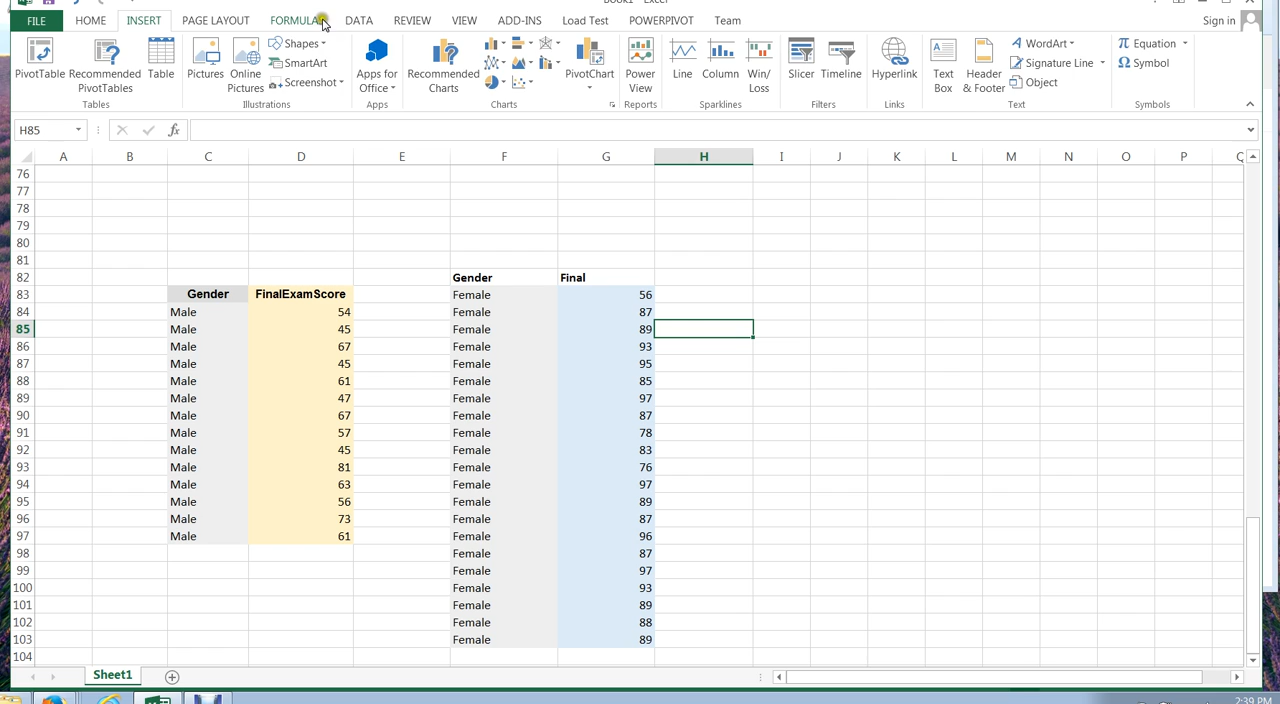 Book1 - Excel
FILE HOME INSERT PAGE LAYOUT FORMULAS DATA REVIEW VIEW ADD-INS Load Test POWERPIVOT Team Sign in
PivotTable Recommended PivotTables Table Pictures Online Pictures Shapes SmartArt Screenshot Apps for Office Recommended Charts PivotChart Power View Line Column Win/Loss Slicer Timeline Hyperlink Text Box Header & Footer WordArt Signature Line Object Equation Symbol
Tables Illustrations Apps Charts Reports Sparklines Filters Links Text Symbols
H85 fx
A B C D E F G H I J K L M N O P Q
76
77
78
79
80
81
82 Gender Final
83 Gender FinalExamScore Female 56
84 Male 54 Female 87
85 Male 45 Female 89
86 Male 67 Female 93
87 Male 45 Female 95
88 Male 61 Female 85
89 Male 47 Female 97
90 Male 67 Female 87
91 Male 57 Female 78
92 Male 45 Female 83
93 Male 81 Female 76
94 Male 63 Female 97
95 Male 56 Female 89
96 Male 73 Female 87
97 Male 61 Female 96
98 Female 87
99 Female 97
100 Female 93
101 Female 89
102 Female 88
103 Female 89
104
Sheet1
2:39 PM